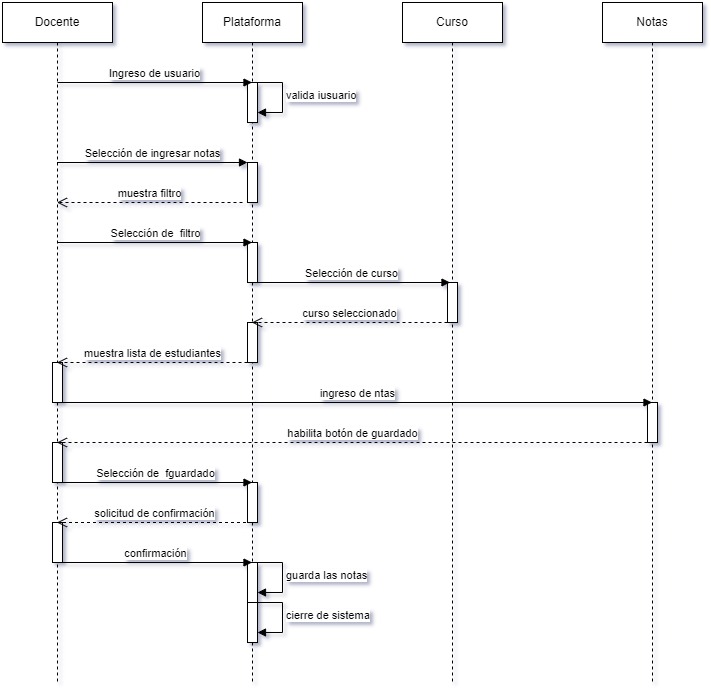 Docente
Plataforma
Curso
Notas
Ingreso de usuario
valida iusuario
Selección de ingresar notas
muestra filtro
Selección de  filtro
Selección de curso
curso seleccionado
muestra lista de estudiantes
ingreso de ntas
habilita botón de guardado
Selección de  fguardado
solicitud de confirmación
confirmación
guarda las notas
cierre de sistema